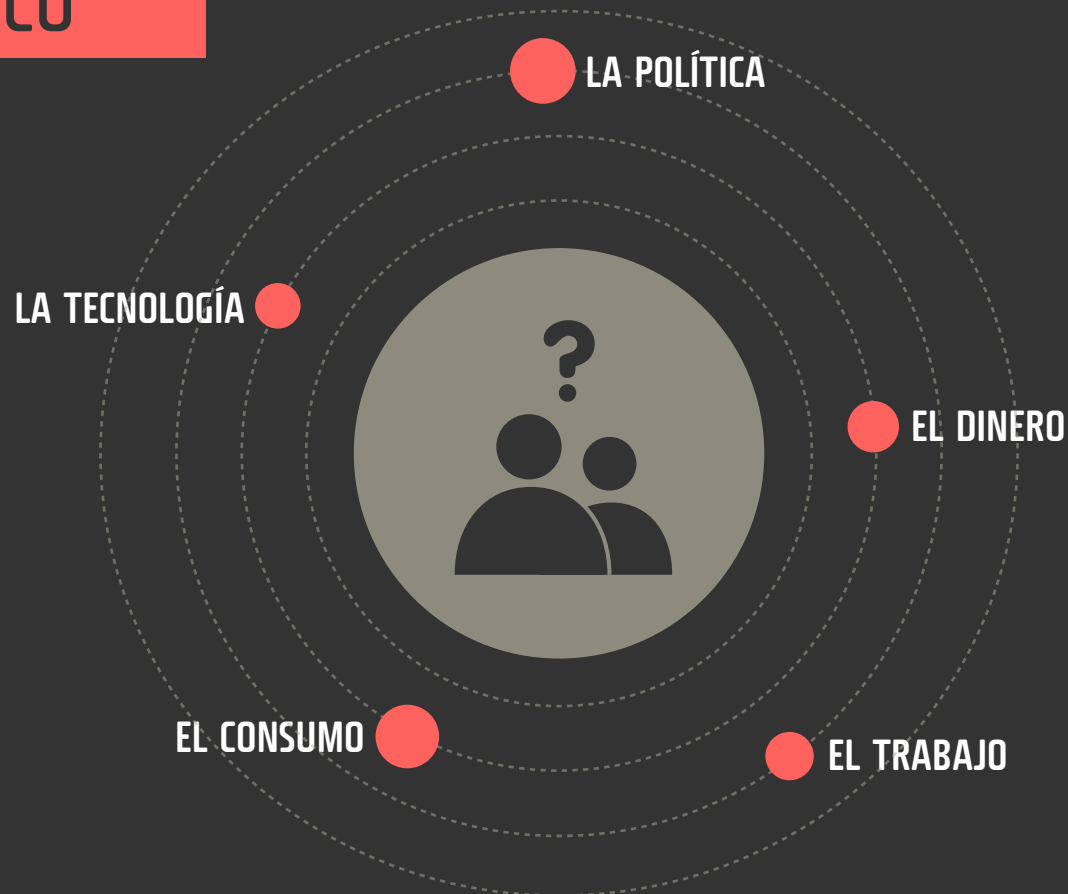 LA POLÍTICA
LA TECNOLOGÍA
?
EL DINERO
EL CONSUMO
EL TRABAJO